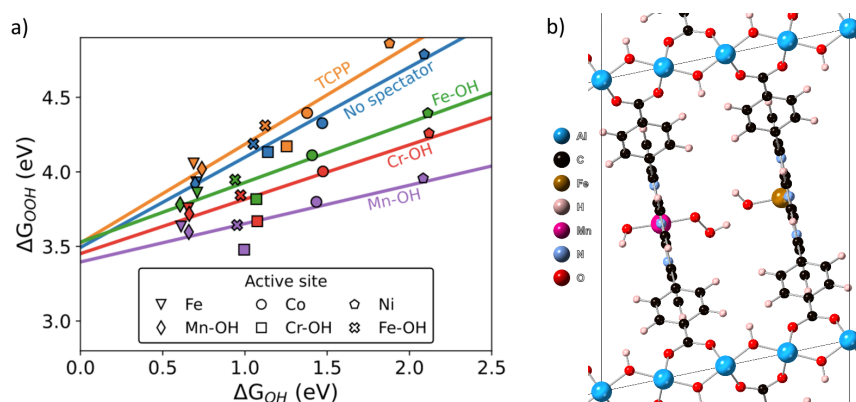 a)
b)
ΔG_OOH (eV)
4.5
4.0
3.5
3.0
TCPP
No spectator
Fe-OH
Cr-OH
Mn-OH
Active site
Fe Co Ni
Mn-OH Cr-OH Fe-OH
0.0 0.5 1.0 1.5 2.0 2.5
ΔG_OH (eV)
Al
C
Fe
H
Mn
N
O